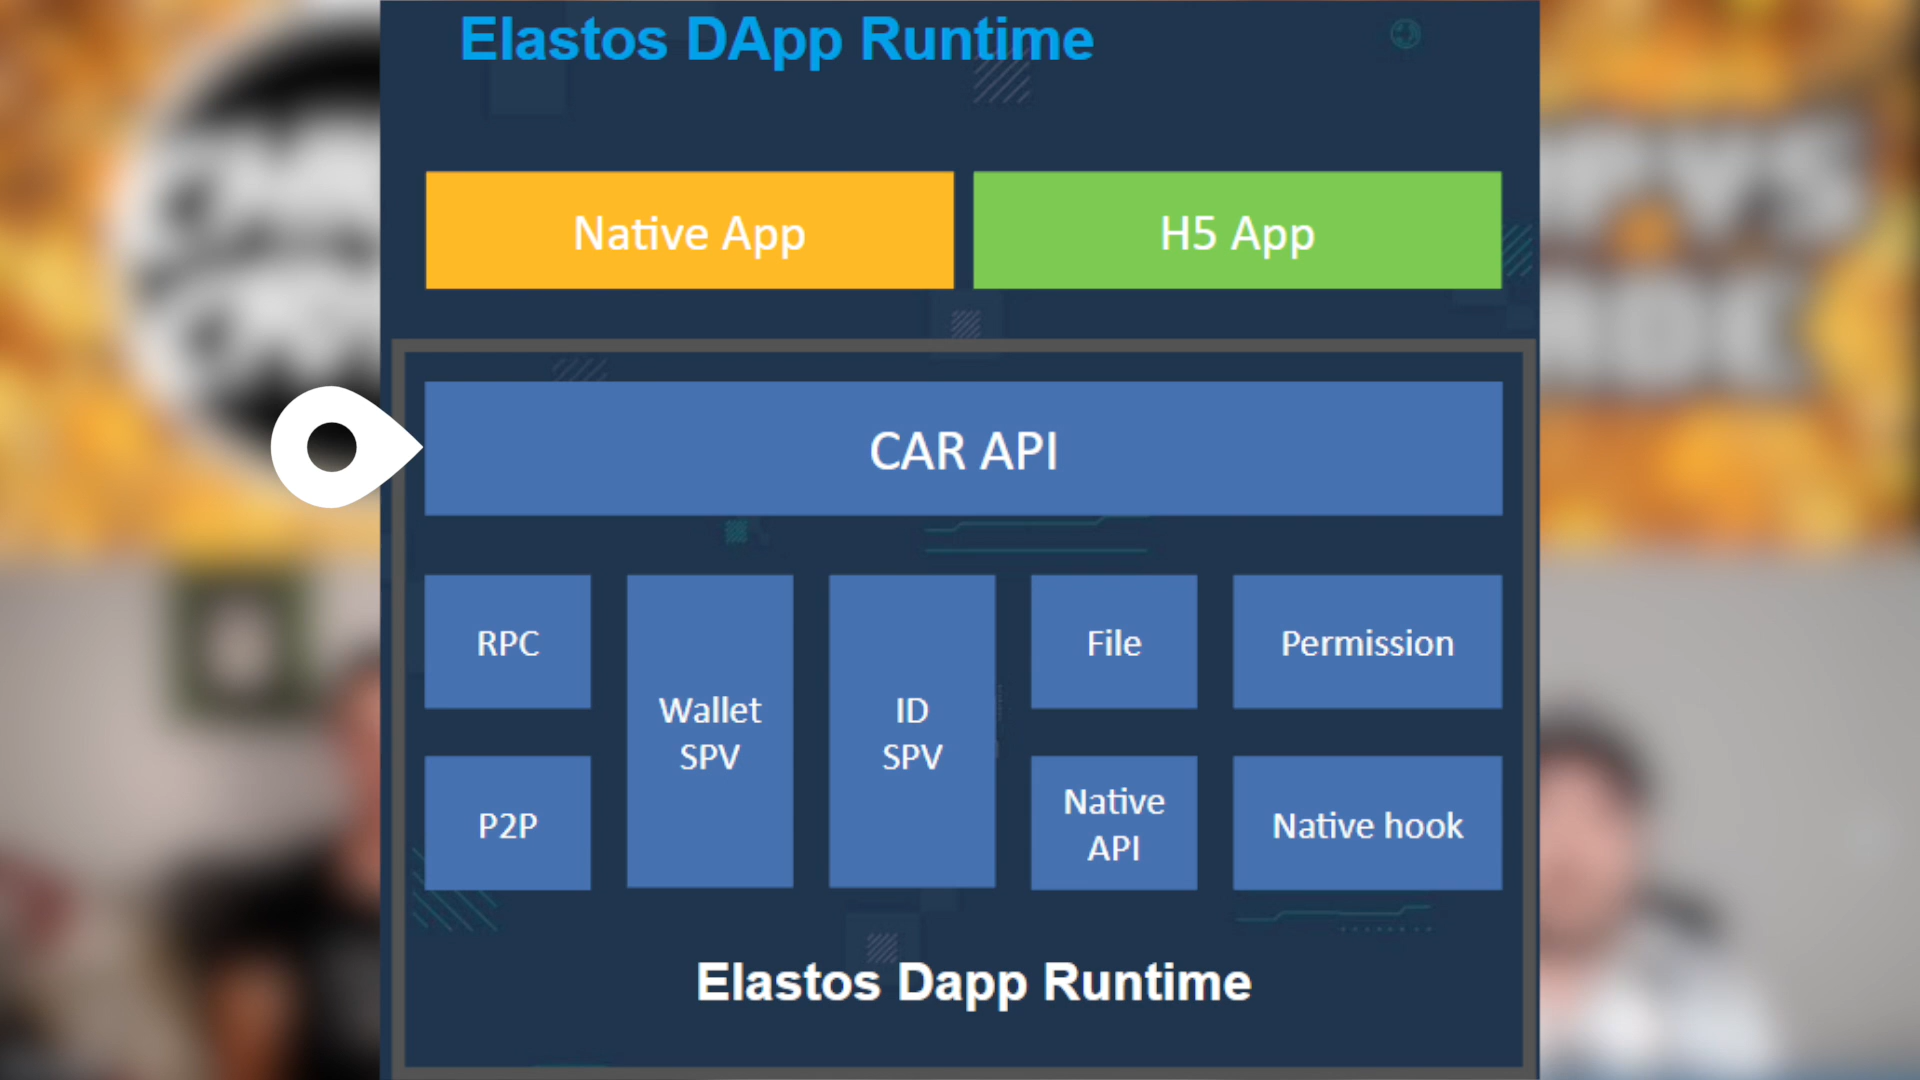 Elastos DApp Runtime
Native App
H5 App
CAR API
RPC
Wallet
SPV
ID
SPV
File
Permission
P2P
Native
API
Native hook
Elastos Dapp Runtime